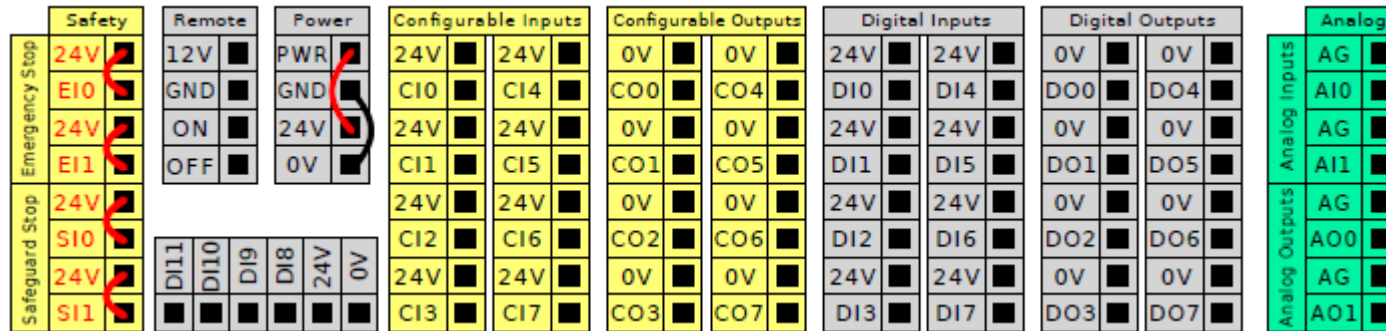 Safety
Emergency Stop
24V
EI0
24V
EI1
Safeguard Stop
24V
SI0
24V
SI1
Remote
12V
GND
ON
OFF
Power
PWR
GND
24V
0V
DI11
DI10
DI9
DI8
24V
0V
Configurable Inputs
24V 24V
CI0 CI4
24V 24V
CI1 CI5
24V 24V
CI2 CI6
24V 24V
CI3 CI7
Configurable Outputs
0V 0V
CO0 CO4
0V 0V
CO1 CO5
0V 0V
CO2 CO6
0V 0V
CO3 CO7
Digital Inputs
24V 24V
DI0 DI4
24V 24V
DI1 DI5
24V 24V
DI2 DI6
24V 24V
DI3 DI7
Digital Outputs
0V 0V
DO0 DO4
0V 0V
DO1 DO5
0V 0V
DO2 DO6
0V 0V
DO3 DO7
Analog
Analog Inputs
AG
AI0
AG
AI1
Analog Outputs
AG
AO0
AG
AO1